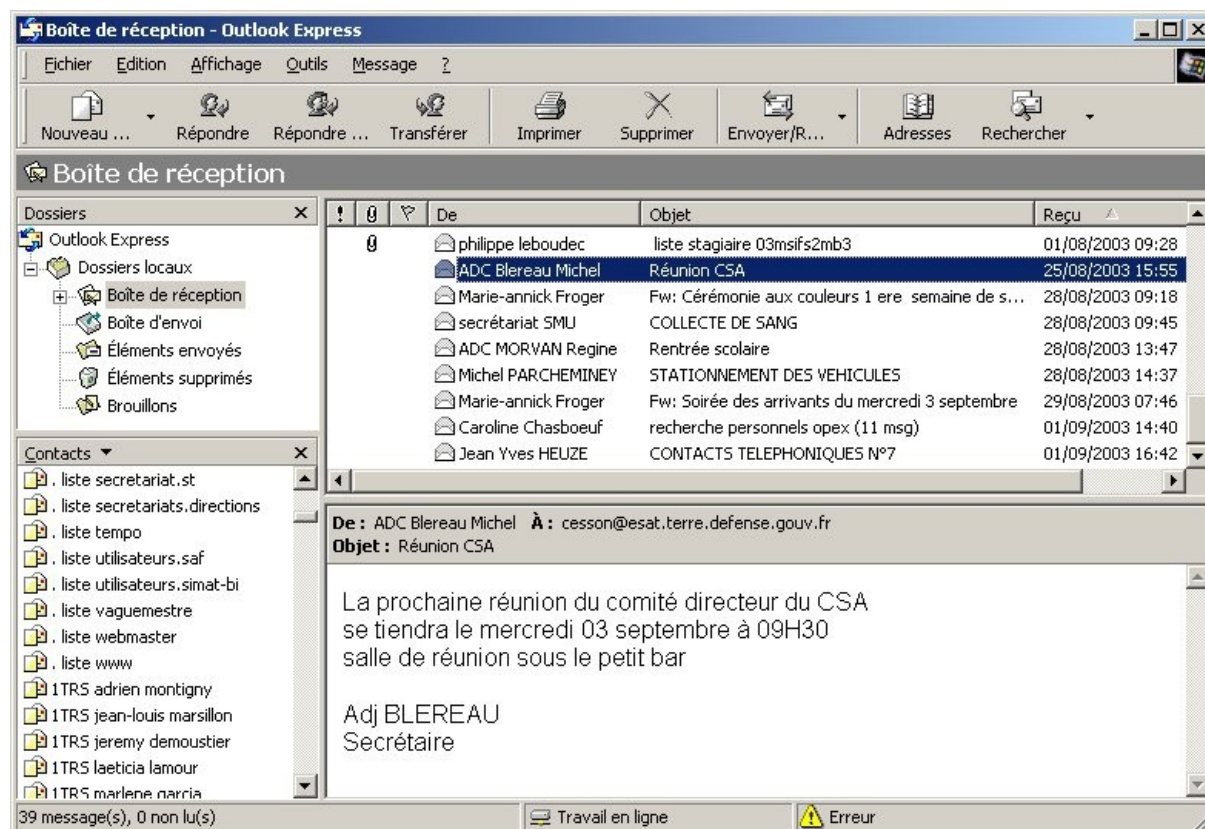 Boîte de réception - Outlook Express
Fichier Edition Affichage Outils Message ?
Nouveau ... Répondre Répondre ... Transférer Imprimer Supprimer Envoyer/R... Adresses Rechercher
Boîte de réception
Dossiers
Outlook Express
Dossiers locaux
Boîte de réception
Boîte d'envoi
Éléments envoyés
Éléments supprimés
Brouillons
Contacts
. liste secretariat.st
. liste secretariats.directions
. liste tempo
. liste utilisateurs.saf
. liste utilisateurs.simat-bi
. liste vaguemestre
. liste webmaster
. liste www
1TRS adrien montigny
1TRS jean-louis marsillon
1TRS jeremy demoustier
1TRS laeticia lamour
1TRS marlene garcia
! De Objet Reçu
philippe leboudec liste stagiaire 03msifs2mb3 01/08/2003 09:28
ADC Blereau Michel Réunion CSA 25/08/2003 15:55
Marie-annick Froger Fw: Cérémonie aux couleurs 1 ere semaine de s... 28/08/2003 09:18
secrétariat SMU COLLECTE DE SANG 28/08/2003 09:45
ADC MORVAN Regine Rentrée scolaire 28/08/2003 13:47
Michel PARCHEMINEY STATIONNEMENT DES VEHICULES 28/08/2003 14:37
Marie-annick Froger Fw: Soirée des arrivants du mercredi 3 septembre 29/08/2003 07:46
Caroline Chasboeuf recherche personnels opex (11 msg) 01/09/2003 14:40
Jean Yves HEUZE CONTACTS TELEPHONIQUES N°7 01/09/2003 16:42
De : ADC Blereau Michel À : cesson@esat.terre.defense.gouv.fr
Objet : Réunion CSA
La prochaine réunion du comité directeur du CSA
se tiendra le mercredi 03 septembre à 09H30
salle de réunion sous le petit bar
Adj BLEREAU
Secrétaire
39 message(s), 0 non lu(s) Travail en ligne Erreur